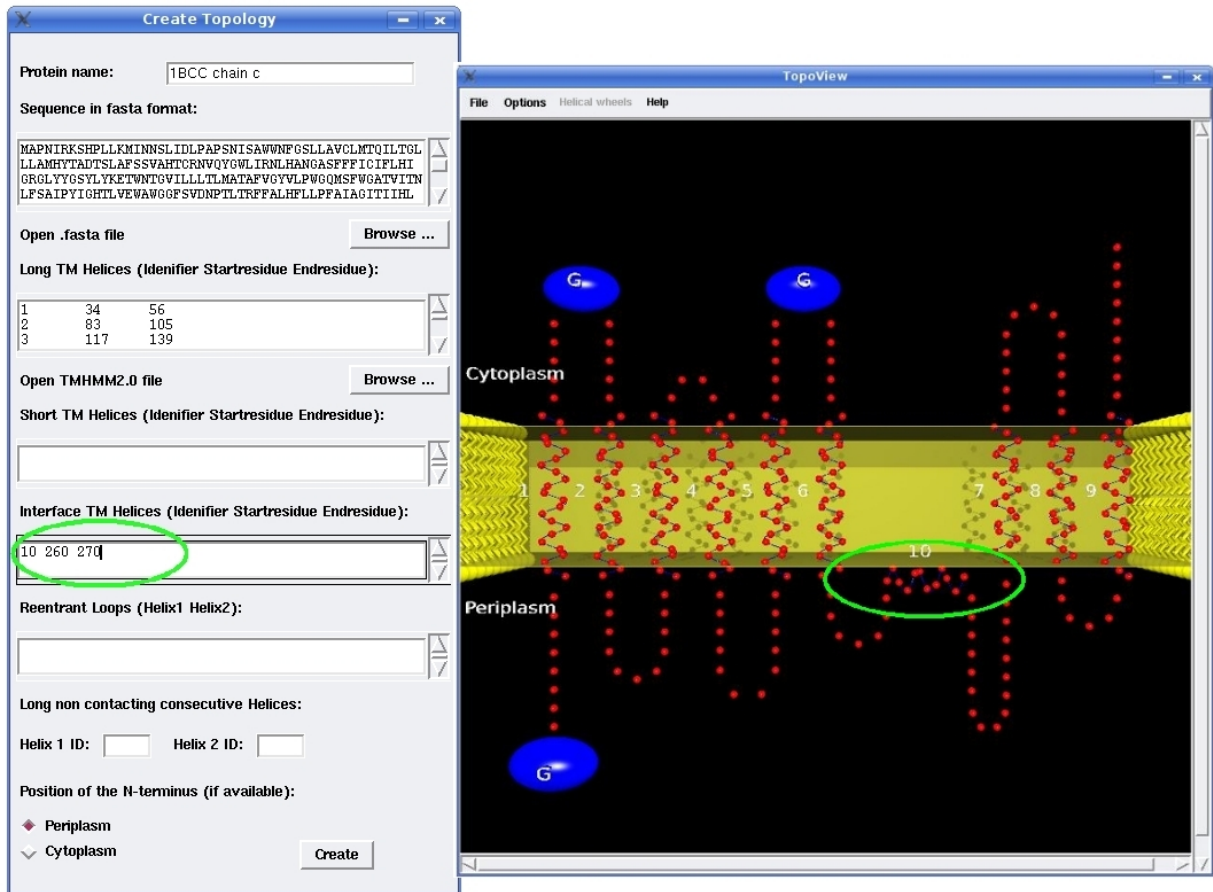 Create Topology
Protein name:
1BCC chain c
Sequence in fasta format:
MAPNIRKSHPLLKMINNSLIDLPAPSNISAWWNFGSLLAVCLMTQILTGL
LLAMHYTADTSLAFSSVAHTCRNVQYGWLIRNLHANGASFFFICIFLHI
GRGLYYGSYLYKETWNTGVILLLTLMATAFVGYVLPWGQMSFWGATVITN
LFSAIPYIGHTLVEWAWGGFSVDNPTLTRFFALHFLLPFAIAGITIIHL
Open .fasta file
Browse ...
Long TM Helices (Idenifier Startresidue Endresidue):
1 34 56
2 83 105
3 117 139
Open TMHMM2.0 file
Browse ...
Short TM Helices (Idenifier Startresidue Endresidue):
Interface TM Helices (Idenifier Startresidue Endresidue):
10 260 270
Reentrant Loops (Helix1 Helix2):
Long non contacting consecutive Helices:
Helix 1 ID:
Helix 2 ID:
Position of the N-terminus (if available):
Periplasm
Cytoplasm
Create
TopoView
File Options Helical wheels Help
G
G
Cytoplasm
1 2 3 4 5 6 7 8 9
10
Periplasm
G